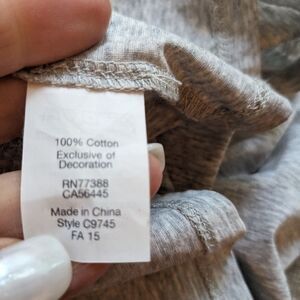 100% Cotton
Exclusive of
Decoration
RN77388
CA56445
Made in China
Style C9745
FA 15